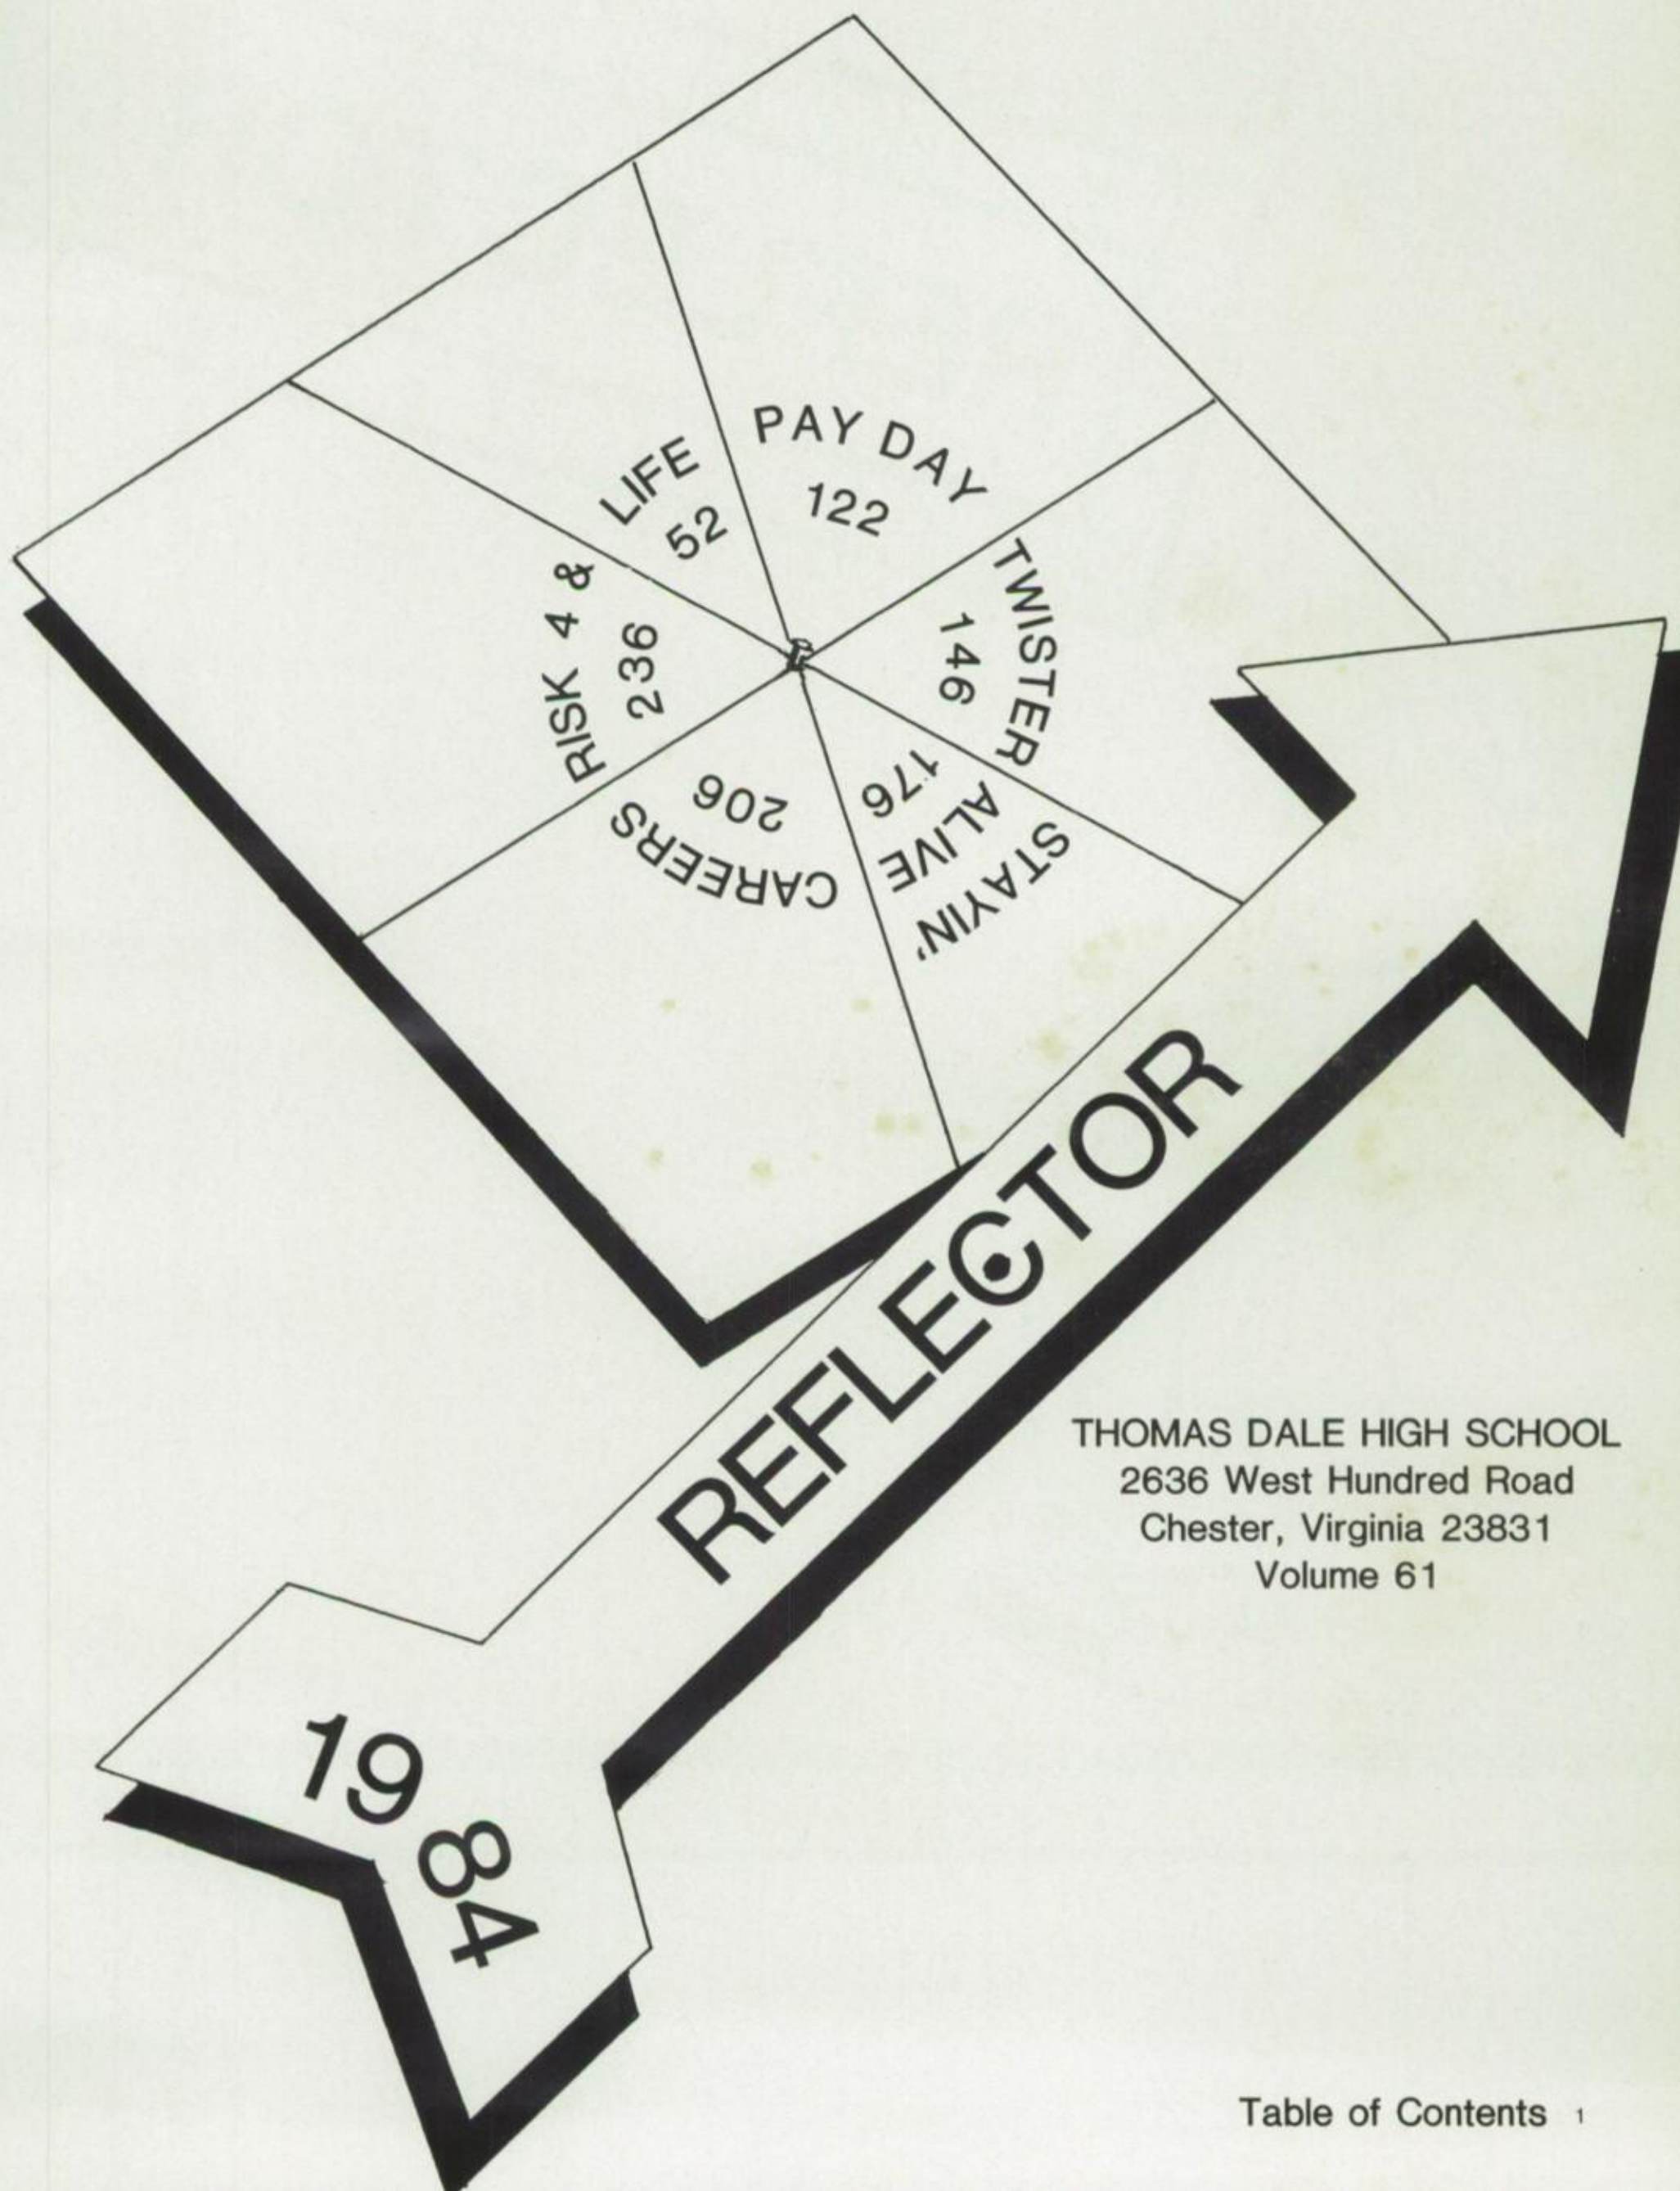 RISK 4 &
236
LIFE
52
PAY DAY
122
TWISTER
146
STAYIN'
ALIVE
176
CAREERS
206
REFLECTOR
1984
THOMAS DALE HIGH SCHOOL
2636 West Hundred Road
Chester, Virginia 23831
Volume 61
Table of Contents 1